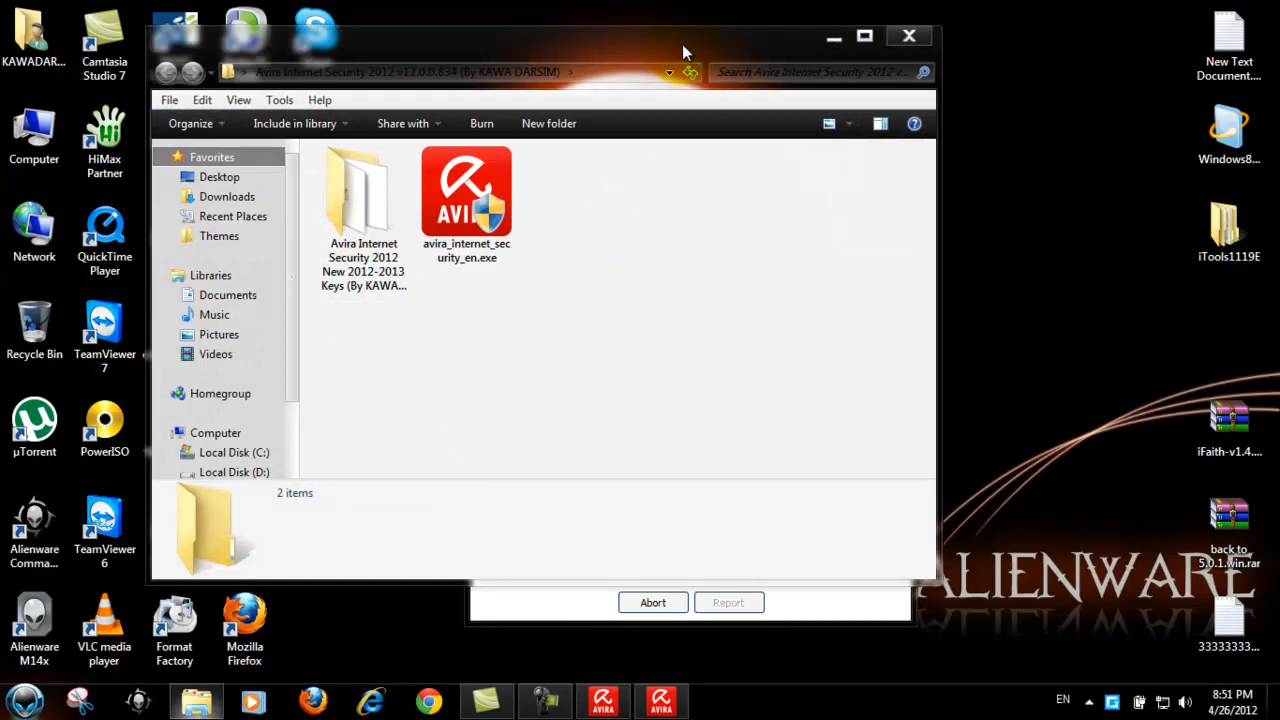 KAWADAR...
Camtasia
Studio 7
Computer
HiMax
Partner
Network
QuickTime
Player
Recycle Bin
TeamViewer
7
µTorrent
PowerISO
Alienware
Comma...
TeamViewer
6
Alienware
M14x
VLC media
player
Format
Factory
Mozilla
Firefox
Avira Internet Security 2012 v12.0.0.834 (By KAWA DARSIM)
Search Avira Internet Security 2012 v...
File Edit View Tools Help
Organize Include in library Share with Burn New folder
Favorites
Desktop
Downloads
Recent Places
Themes
Libraries
Documents
Music
Pictures
Videos
Homegroup
Computer
Local Disk (C:)
Local Disk (D:)
Avira Internet
Security 2012
New 2012-2013
Keys (By KAWA...
AVIRA
avira_internet_sec
urity_en.exe
2 items
Abort Report
New Text
Document....
Windows8...
iTools1119E
iFaith-v1.4....
back to
5.0.1.win.rar
33333333...
ALIENWARE
AVIRA
AVIRA
EN
8:51 PM
4/26/2012